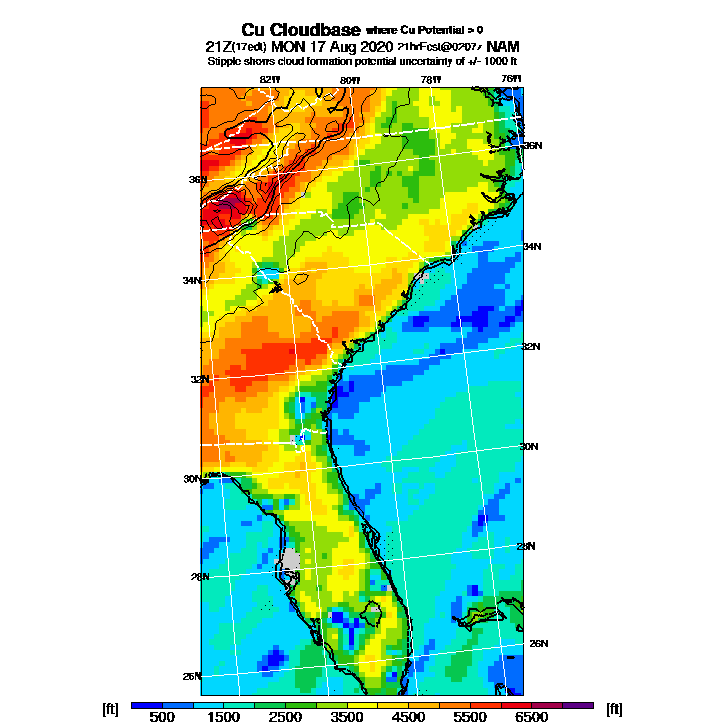 Cu Cloudbase where Cu Potential > 0
21Z(17edt) MON 17 Aug 2020 21hrFcst@0207z NAM
Stipple shows cloud formation potential uncertainty of +/- 1000 ft
82W 80W 78W 76W
36N
36N
34N
34N
32N
32N
30N
30N
28N
28N
26N
26N
[ft] [ft]
500 1500 2500 3500 4500 5500 6500